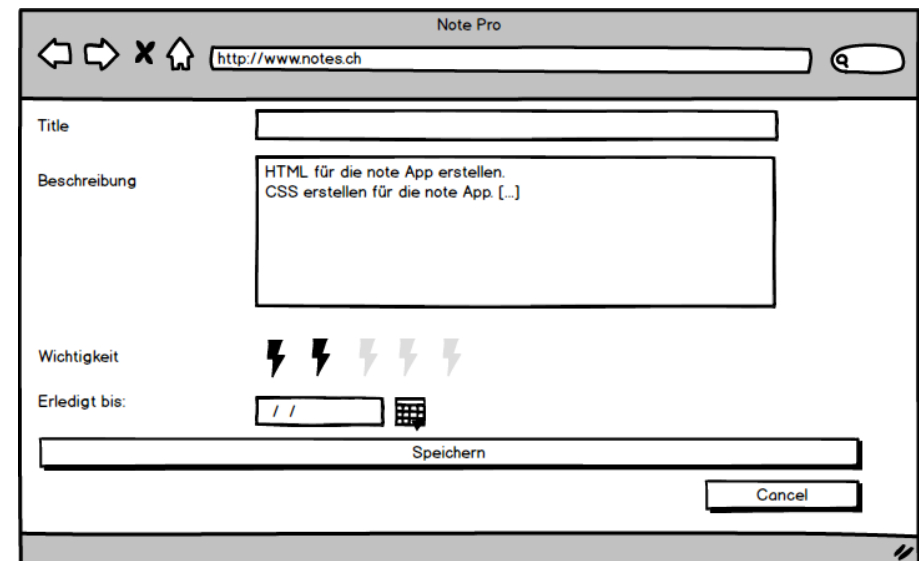 Note Pro
http://www.notes.ch
Title
Beschreibung
HTML für die note App erstellen.
CSS erstellen für die note App. [...]
Wichtigkeit
Erledigt bis:
/ /
Speichern
Cancel